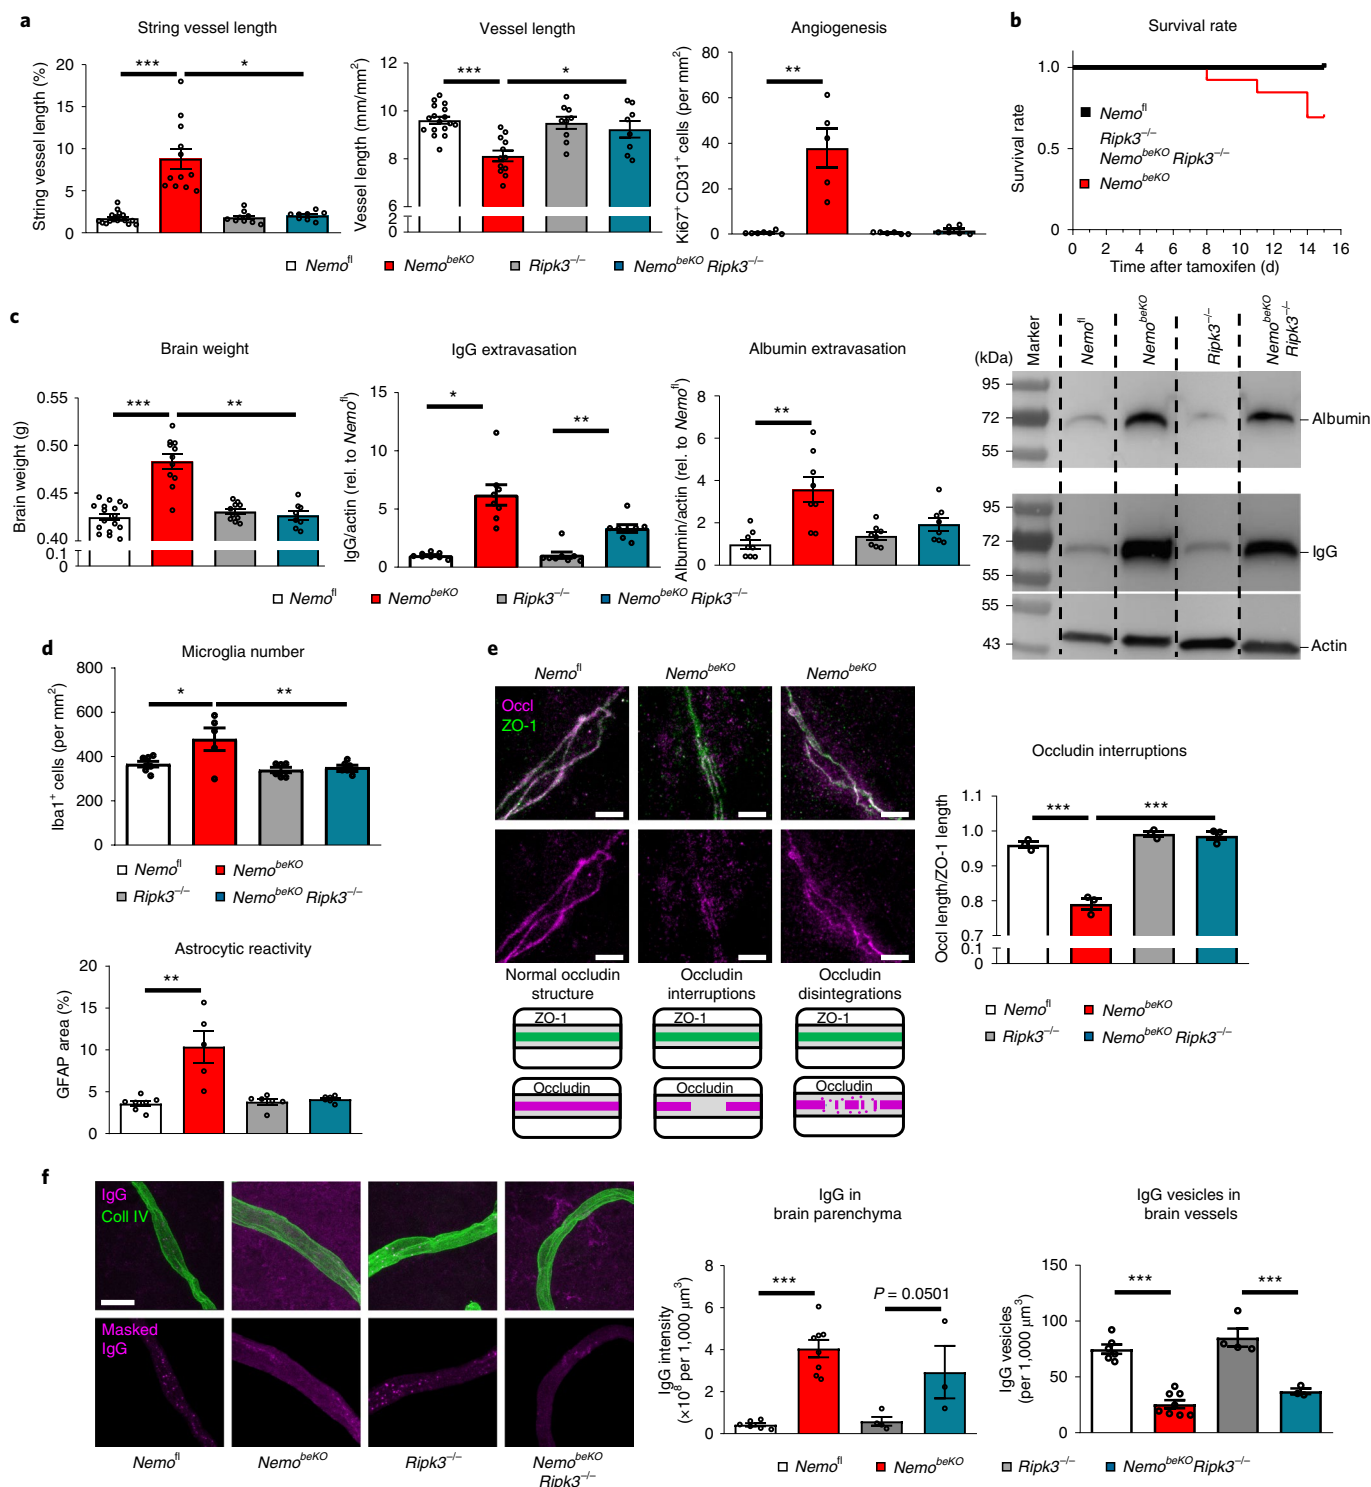 a
String vessel length
String vessel length (%)
20
15
10
5
0
***
*
Vessel length
Vessel length (mm/mm²)
12
10
8
6
2
0
***
*
Angiogenesis
Ki67⁺ CD31⁺ cells (per mm²)
80
60
40
20
0
**
Nemo^fl
Nemo^beKO
Ripk3^–/–
Nemo^beKO Ripk3^–/–
b
Survival rate
Survival rate
1.0
0.5
0
Nemo^fl
Ripk3^–/–
Nemo^beKO Ripk3^–/–
Nemo^beKO
0 2 4 6 8 10 12 14 16
Time after tamoxifen (d)
c
Brain weight
Brain weight (g)
0.55
0.50
0.45
0.40
0.1
0
***
**
IgG extravasation
IgG/actin (rel. to Nemo^fl)
15
10
5
0
*
**
Albumin extravasation
Albumin/actin (rel. to Nemo^fl)
8
6
4
2
0
**
Nemo^fl
Nemo^beKO
Ripk3^–/–
Nemo^beKO Ripk3^–/–
(kDa)
Marker
Nemo^fl
Nemo^beKO
Ripk3^–/–
Nemo^beKO
Ripk3^–/–
95
72
55
Albumin
95
72
55
IgG
55
43
Actin
d
Microglia number
Iba1⁺ cells (per mm²)
800
600
400
200
0
*
**
Nemo^fl
Nemo^beKO
Ripk3^–/–
Nemo^beKO Ripk3^–/–
Astrocytic reactivity
GFAP area (%)
20
15
10
5
0
**
e
Nemo^fl
Nemo^beKO
Nemo^beKO
Occl
ZO-1
Normal occludin
structure
Occludin
interruptions
Occludin
disintegrations
ZO-1
ZO-1
ZO-1
Occludin
Occludin
Occludin
Occludin interruptions
Occl length/ZO-1 length
1.1
1.0
0.9
0.8
0.7
0.1
0
***
***
Nemo^fl
Nemo^beKO
Ripk3^–/–
Nemo^beKO Ripk3^–/–
f
IgG
Coll IV
Masked
IgG
Nemo^fl
Nemo^beKO
Ripk3^–/–
Nemo^beKO
Ripk3^–/–
IgG in
brain parenchyma
IgG intensity
(×10⁸ per 1,000 μm³)
8
6
4
2
0
***
P = 0.0501
IgG vesicles in
brain vessels
IgG vesicles
(per 1,000 μm³)
150
100
50
0
***
***
Nemo^fl
Nemo^beKO
Ripk3^–/–
Nemo^beKO Ripk3^–/–